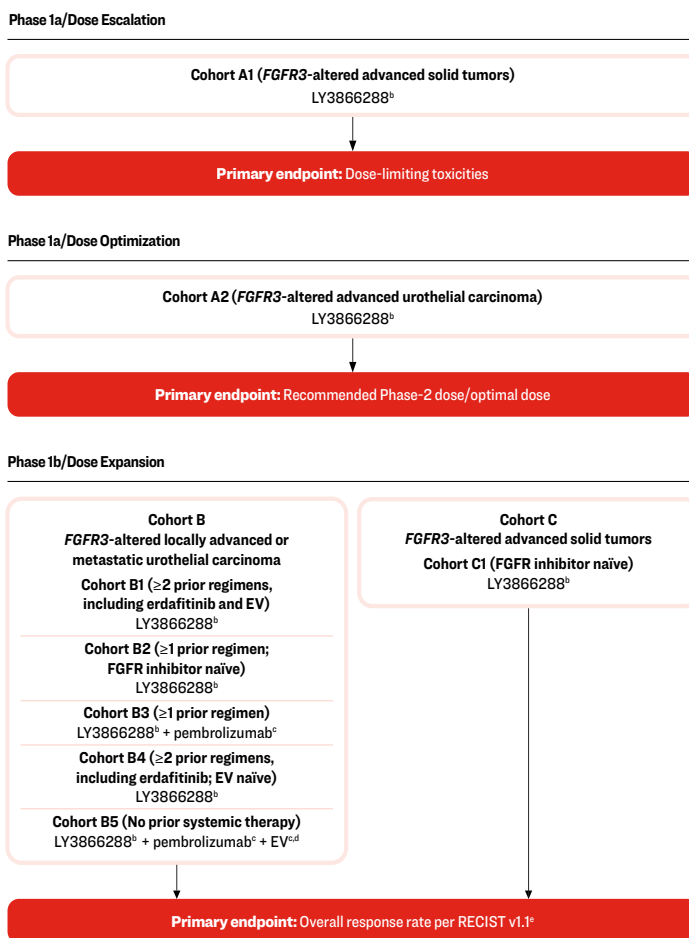 Phase 1a/Dose Escalation
Cohort A1 (FGFR3-altered advanced solid tumors)
LY3866288ᵇ
Primary endpoint: Dose-limiting toxicities
Phase 1a/Dose Optimization
Cohort A2 (FGFR3-altered advanced urothelial carcinoma)
LY3866288ᵇ
Primary endpoint: Recommended Phase-2 dose/optimal dose
Phase 1b/Dose Expansion
Cohort B
FGFR3-altered locally advanced or
metastatic urothelial carcinoma
Cohort B1 (≥2 prior regimens,
including erdafitinib and EV)
LY3866288ᵇ
Cohort B2 (≥1 prior regimen;
FGFR inhibitor naïve)
LY3866288ᵇ
Cohort B3 (≥1 prior regimen)
LY3866288ᵇ + pembrolizumabᶜ
Cohort B4 (≥2 prior regimens,
including erdafitinib; EV naïve)
LY3866288ᵇ
Cohort B5 (No prior systemic therapy)
LY3866288ᵇ + pembrolizumabᶜ + EVᶜ,ᵈ
Cohort C
FGFR3-altered advanced solid tumors
Cohort C1 (FGFR inhibitor naïve)
LY3866288ᵇ
Primary endpoint: Overall response rate per RECIST v1.1ᵉ